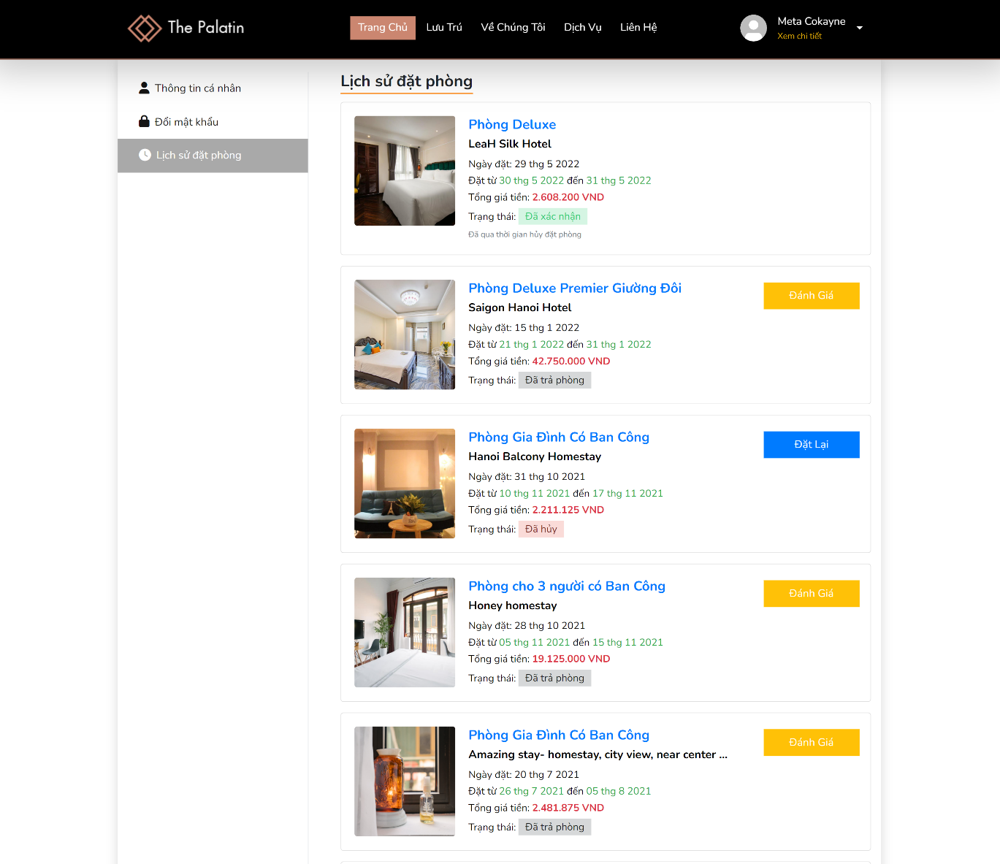 The Palatin
Trang Chủ
Lưu Trú
Về Chúng Tôi
Dịch Vụ
Liên Hệ
Meta Cokayne
Xem chi tiết
Thông tin cá nhân
Đổi mật khẩu
Lịch sử đặt phòng
Lịch sử đặt phòng
Phòng Deluxe
LeaH Silk Hotel
Ngày đặt: 29 thg 5 2022
Đặt từ 30 thg 5 2022 đến 31 thg 5 2022
Tổng giá tiền: 2.608.200 VND
Trạng thái: Đã xác nhận
Đã qua thời gian hủy đặt phòng
Phòng Deluxe Premier Giường Đôi
Đánh Giá
Saigon Hanoi Hotel
Ngày đặt: 15 thg 1 2022
Đặt từ 21 thg 1 2022 đến 31 thg 1 2022
Tổng giá tiền: 42.750.000 VND
Trạng thái: Đã trả phòng
Phòng Gia Đình Có Ban Công
Đặt Lại
Hanoi Balcony Homestay
Ngày đặt: 31 thg 10 2021
Đặt từ 10 thg 11 2021 đến 17 thg 11 2021
Tổng giá tiền: 2.211.125 VND
Trạng thái: Đã hủy
Phòng cho 3 người có Ban Công
Đánh Giá
Honey homestay
Ngày đặt: 28 thg 10 2021
Đặt từ 05 thg 11 2021 đến 15 thg 11 2021
Tổng giá tiền: 19.125.000 VND
Trạng thái: Đã trả phòng
Phòng Gia Đình Có Ban Công
Đánh Giá
Amazing stay- homestay, city view, near center ...
Ngày đặt: 20 thg 7 2021
Đặt từ 26 thg 7 2021 đến 05 thg 8 2021
Tổng giá tiền: 2.481.875 VND
Trạng thái: Đã trả phòng